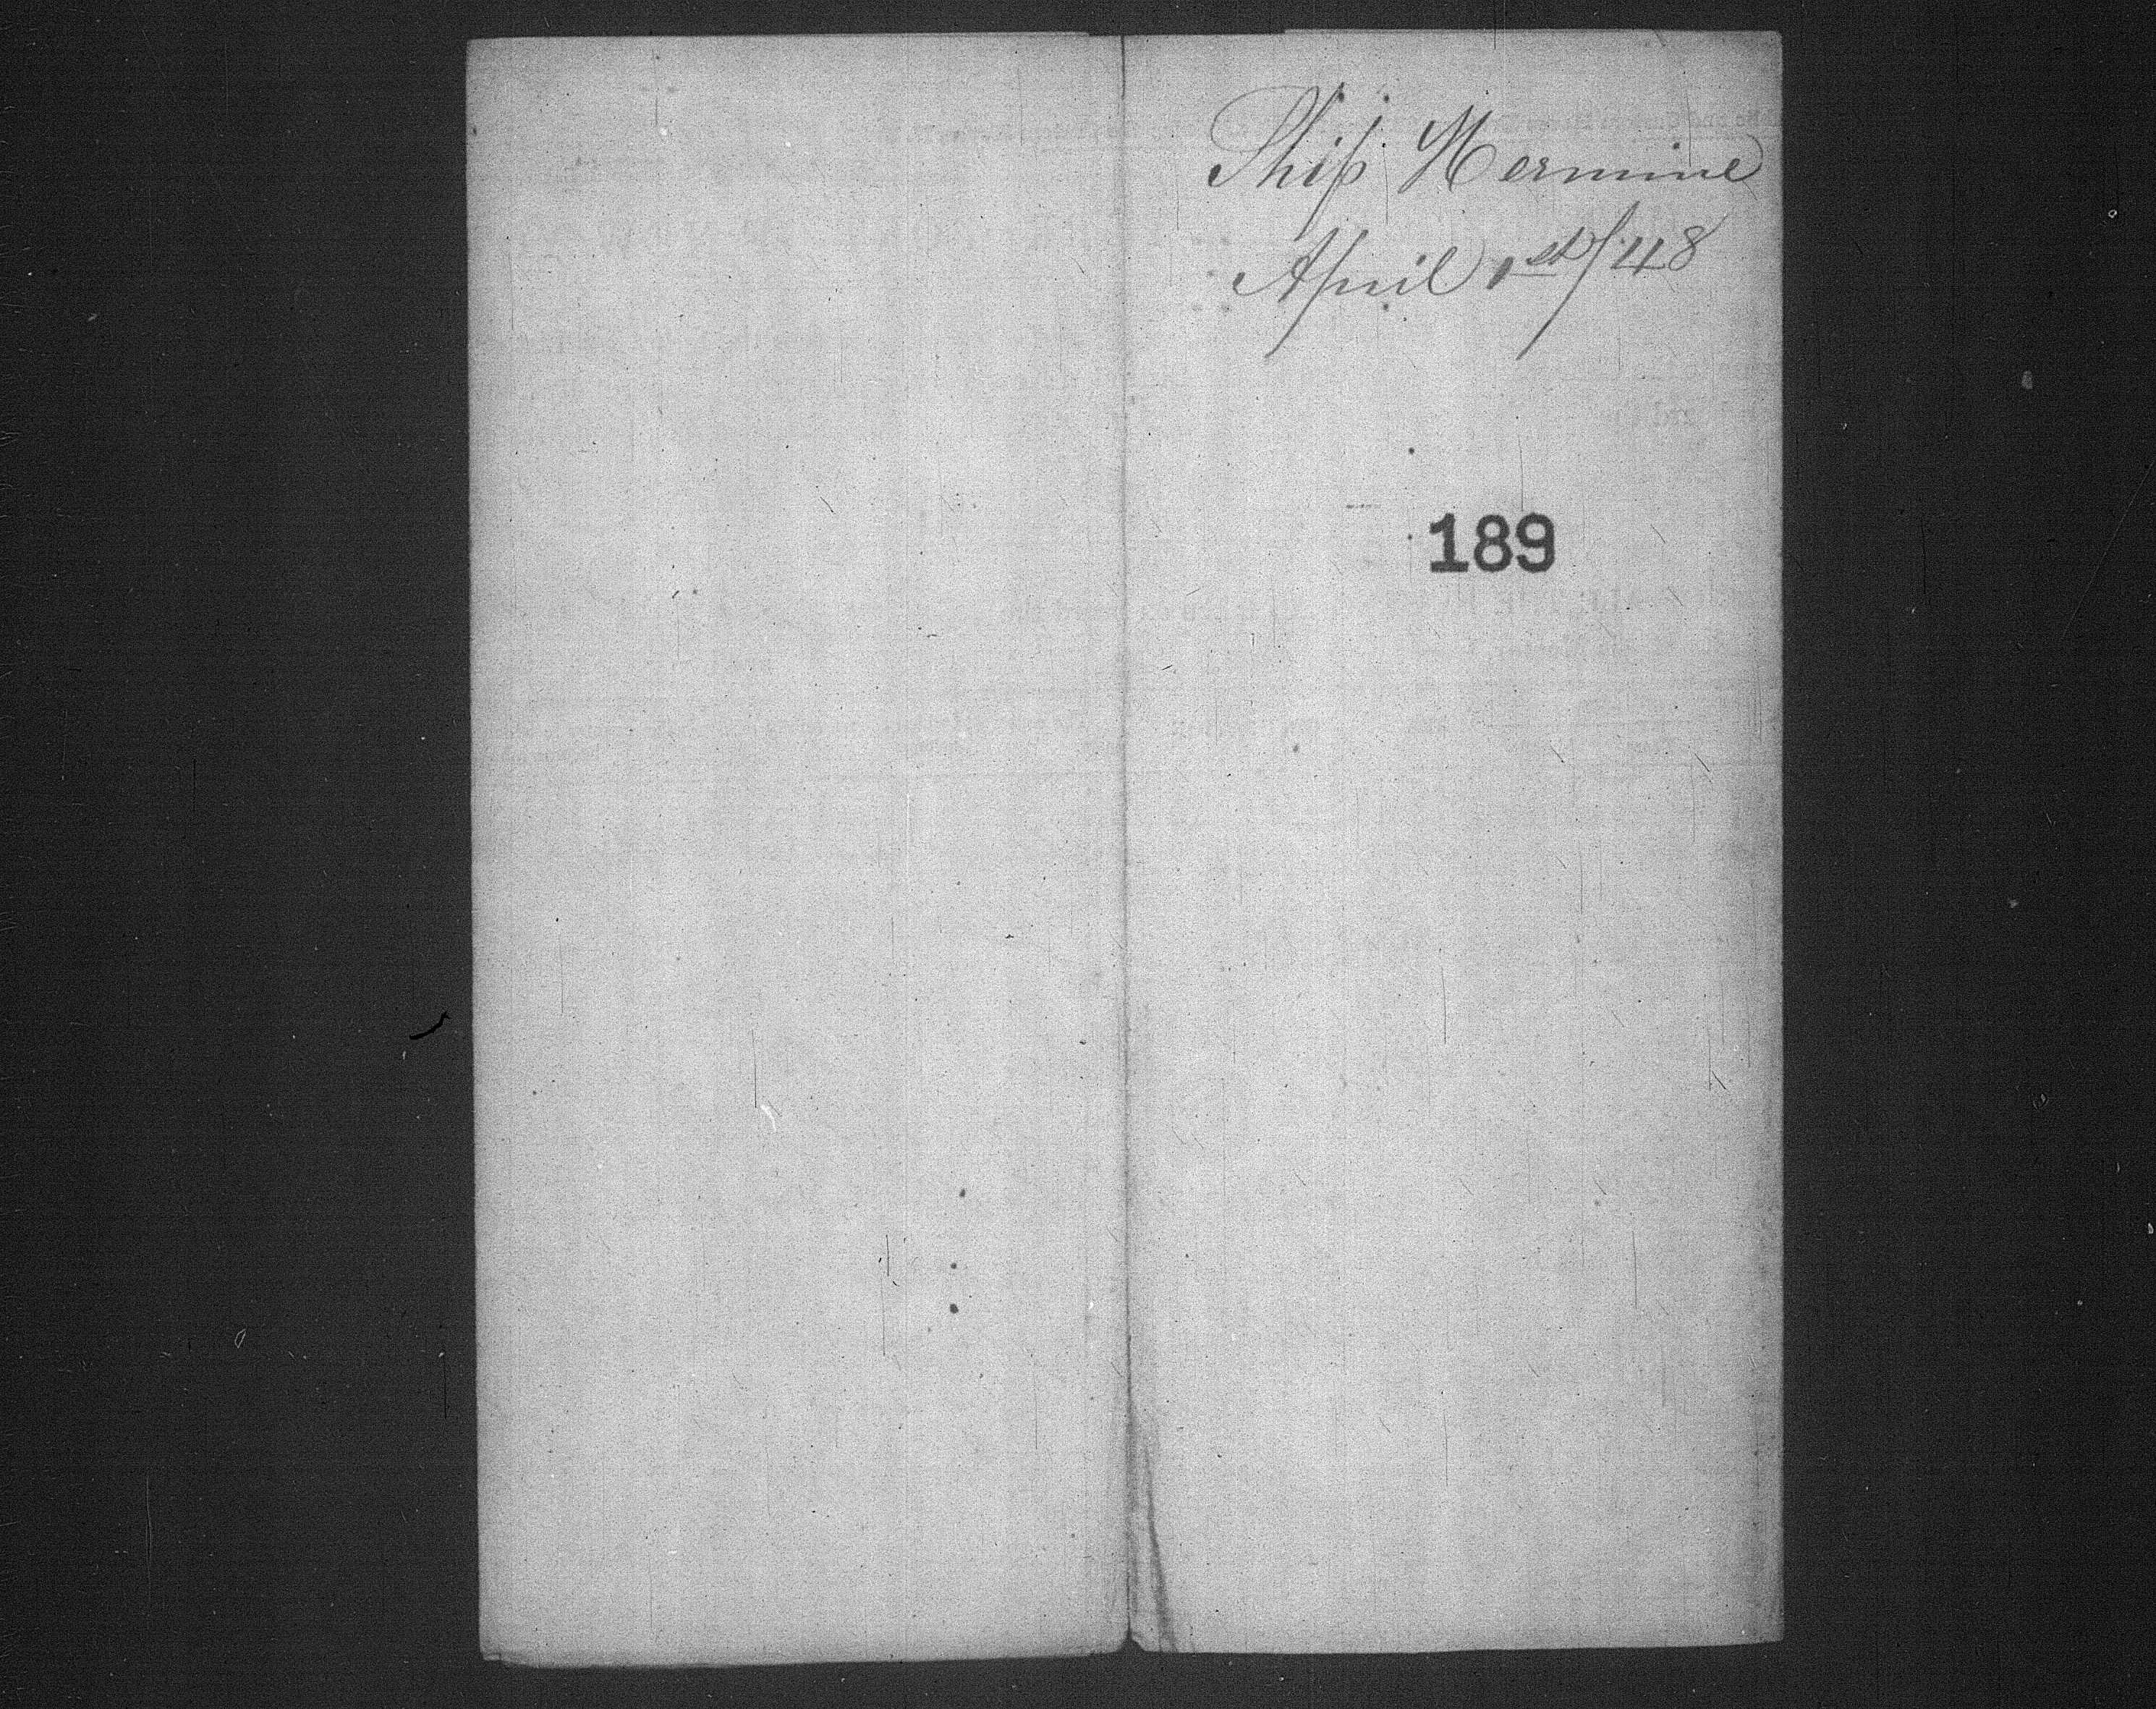 Ship Hermine
April 1st/48
189